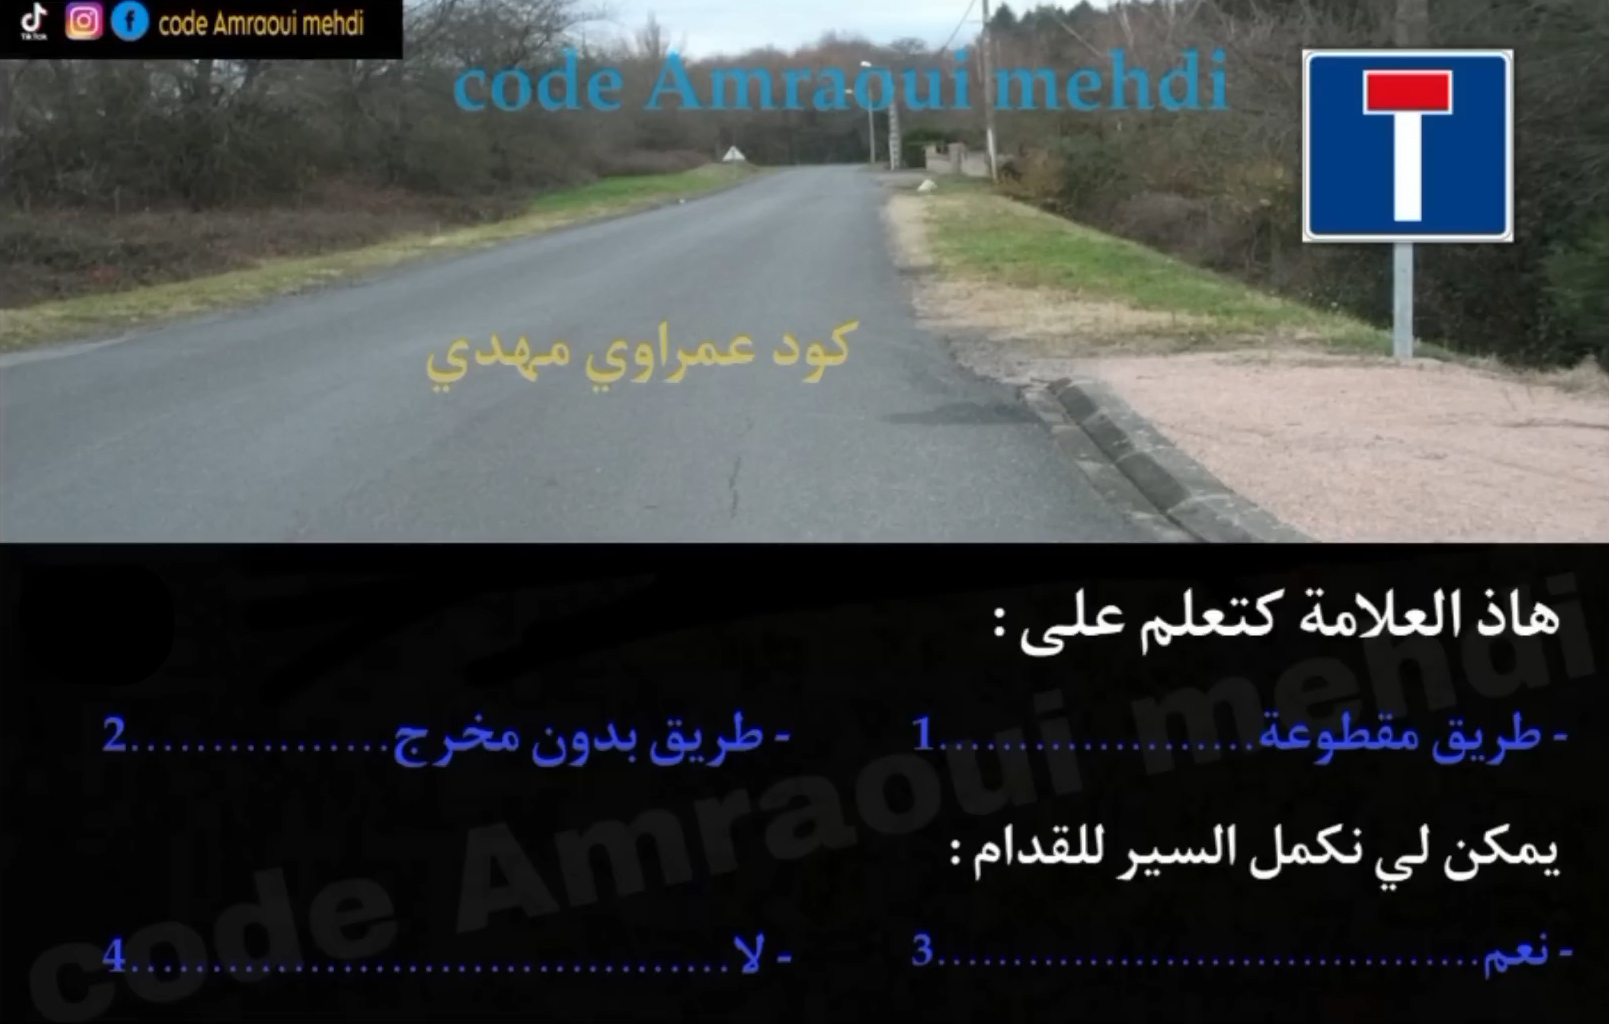 code Amraoui mehdi
code Amraoui mehdi
كود عمراوي مهدي
هاذ العلامة كتعلم على :
- طريق مقطوعة....................1
- طريق بدون مخرج................2
يمكن لي نكمل السير للقدام :
- نعم...................................3
- لا......................................4
code Amraoui mehdi